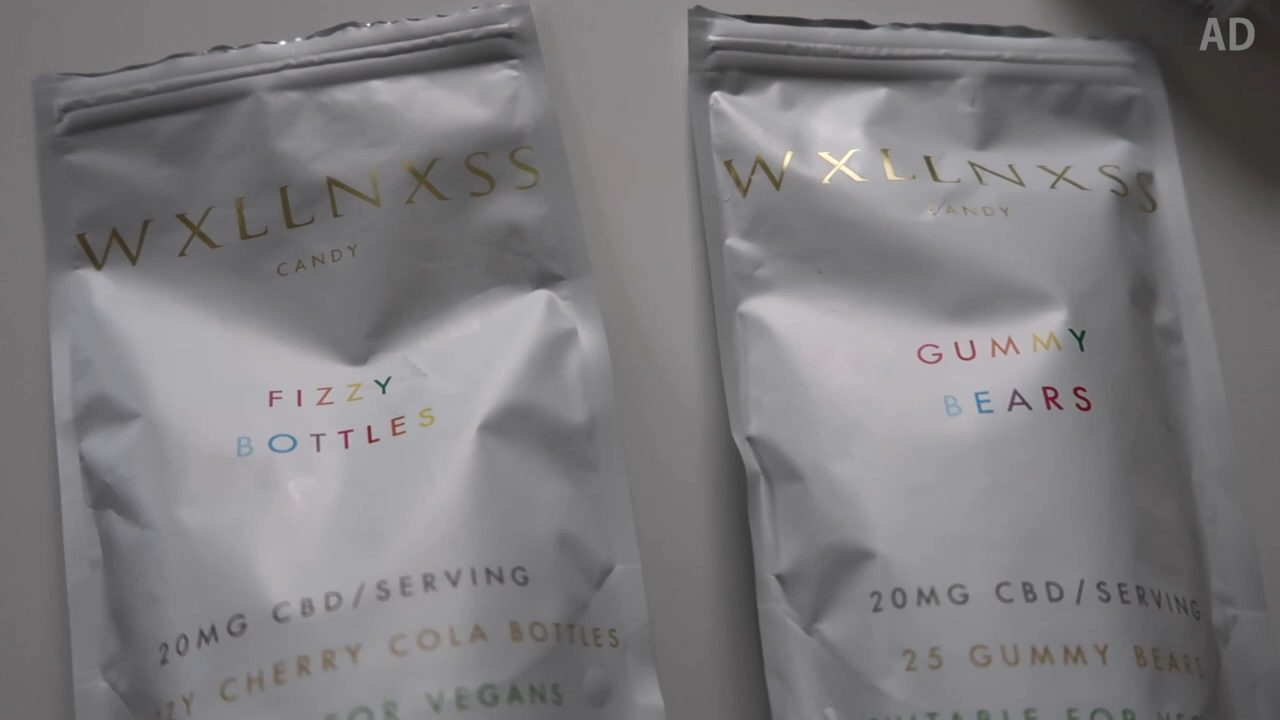 AD
WXLLNXSS
CANDY
FIZZY
BOTTLES
20MG CBD/SERVING
CHERRY COLA BOTTLES
FOR VEGANS
WXLLNXSS
CANDY
GUMMY
BEARS
20MG CBD/SERVING
25 GUMMY BEARS
FOR